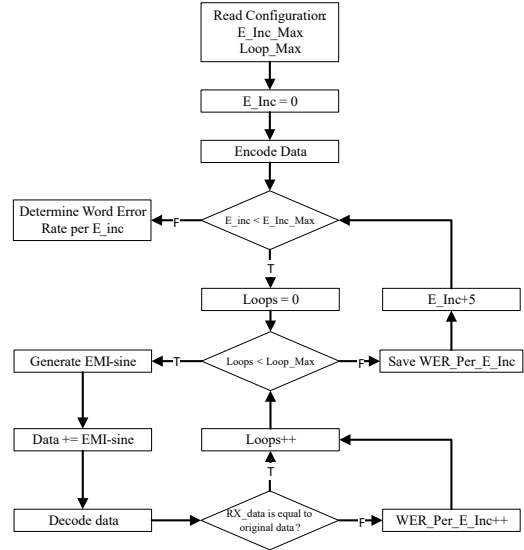 Read Configuration:
E_Inc_Max
Loop_Max
E_Inc = 0
Encode Data
E_inc < E_Inc_Max
F
Determine Word Error
Rate per E_inc
T
Loops = 0
E_Inc+5
Loops < Loop_Max
T
Generate EMI-sine
F
Save WER_Per_E_Inc
Data += EMI-sine
Loops++
T
Decode data
RX_data is equal to
original data?
F
WER_Per_E_Inc++